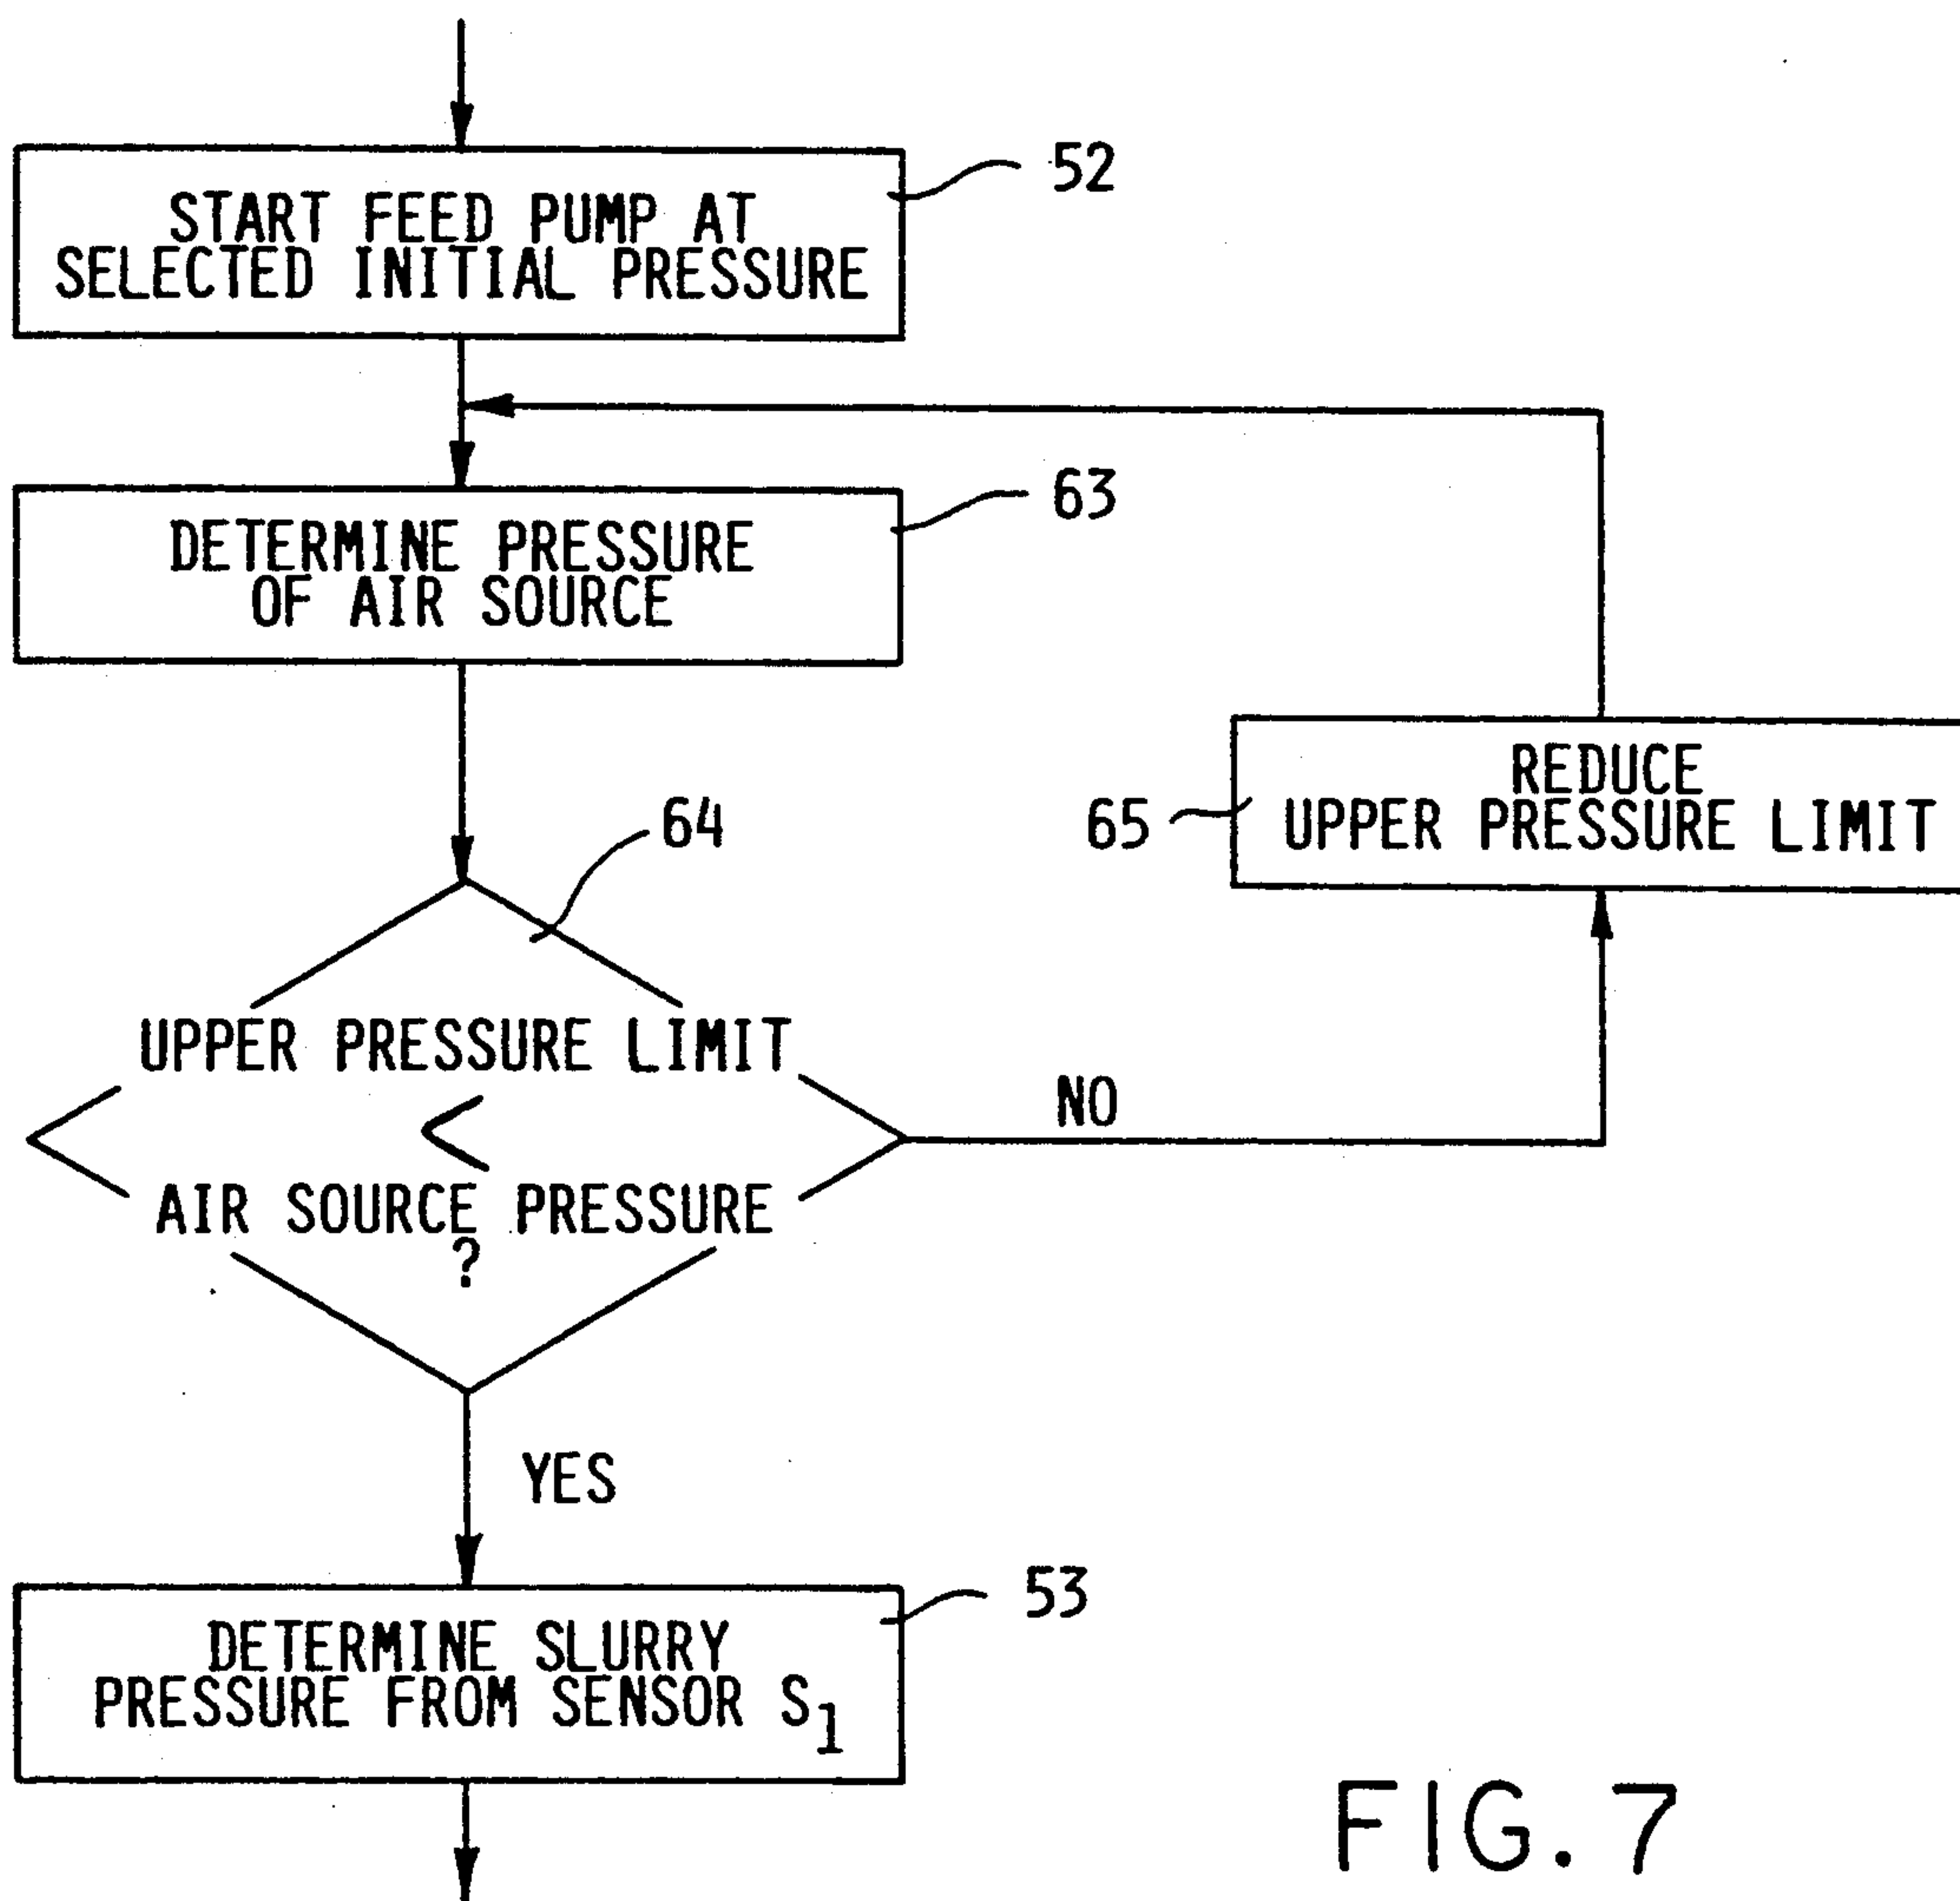 START FEED PUMP AT
SELECTED INITIAL PRESSURE
52
DETERMINE PRESSURE
OF AIR SOURCE
63
REDUCE
UPPER PRESSURE LIMIT
65
64
UPPER PRESSURE LIMIT
<
AIR SOURCE PRESSURE
?
NO
YES
DETERMINE SLURRY
PRESSURE FROM SENSOR S1
53
FIG. 7